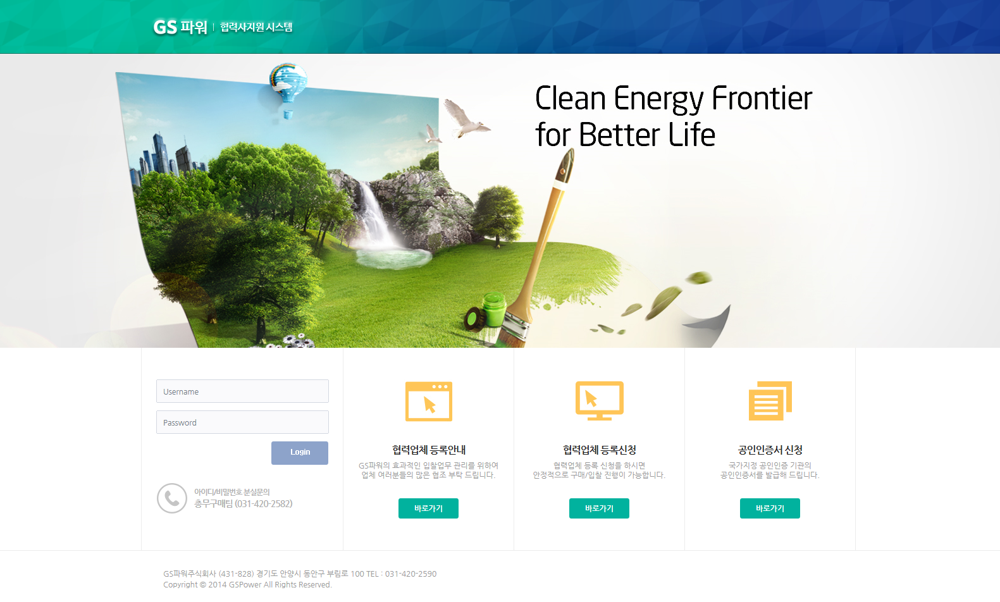 GS 파워 | 협력사지원 시스템
Clean Energy Frontier
for Better Life
Username
Password
Login
아이디/비밀번호 분실문의
총무구매팀 (031-420-2582)
협력업체 등록안내
GS파워의 효과적인 입찰업무 관리를 위하여
업체 여러분들의 많은 협조 부탁 드립니다.
바로가기
협력업체 등록신청
협력업체 등록 신청을 하시면
안정적으로 구매/입찰 진행이 가능합니다.
바로가기
공인인증서 신청
국가지정 공인인증 기관의
공인인증서를 발급해 드립니다.
바로가기
GS파워주식회사 (431-828) 경기도 안양시 동안구 부림로 100 TEL : 031-420-2590
Copyright © 2014 GSPower All Rights Reserved.